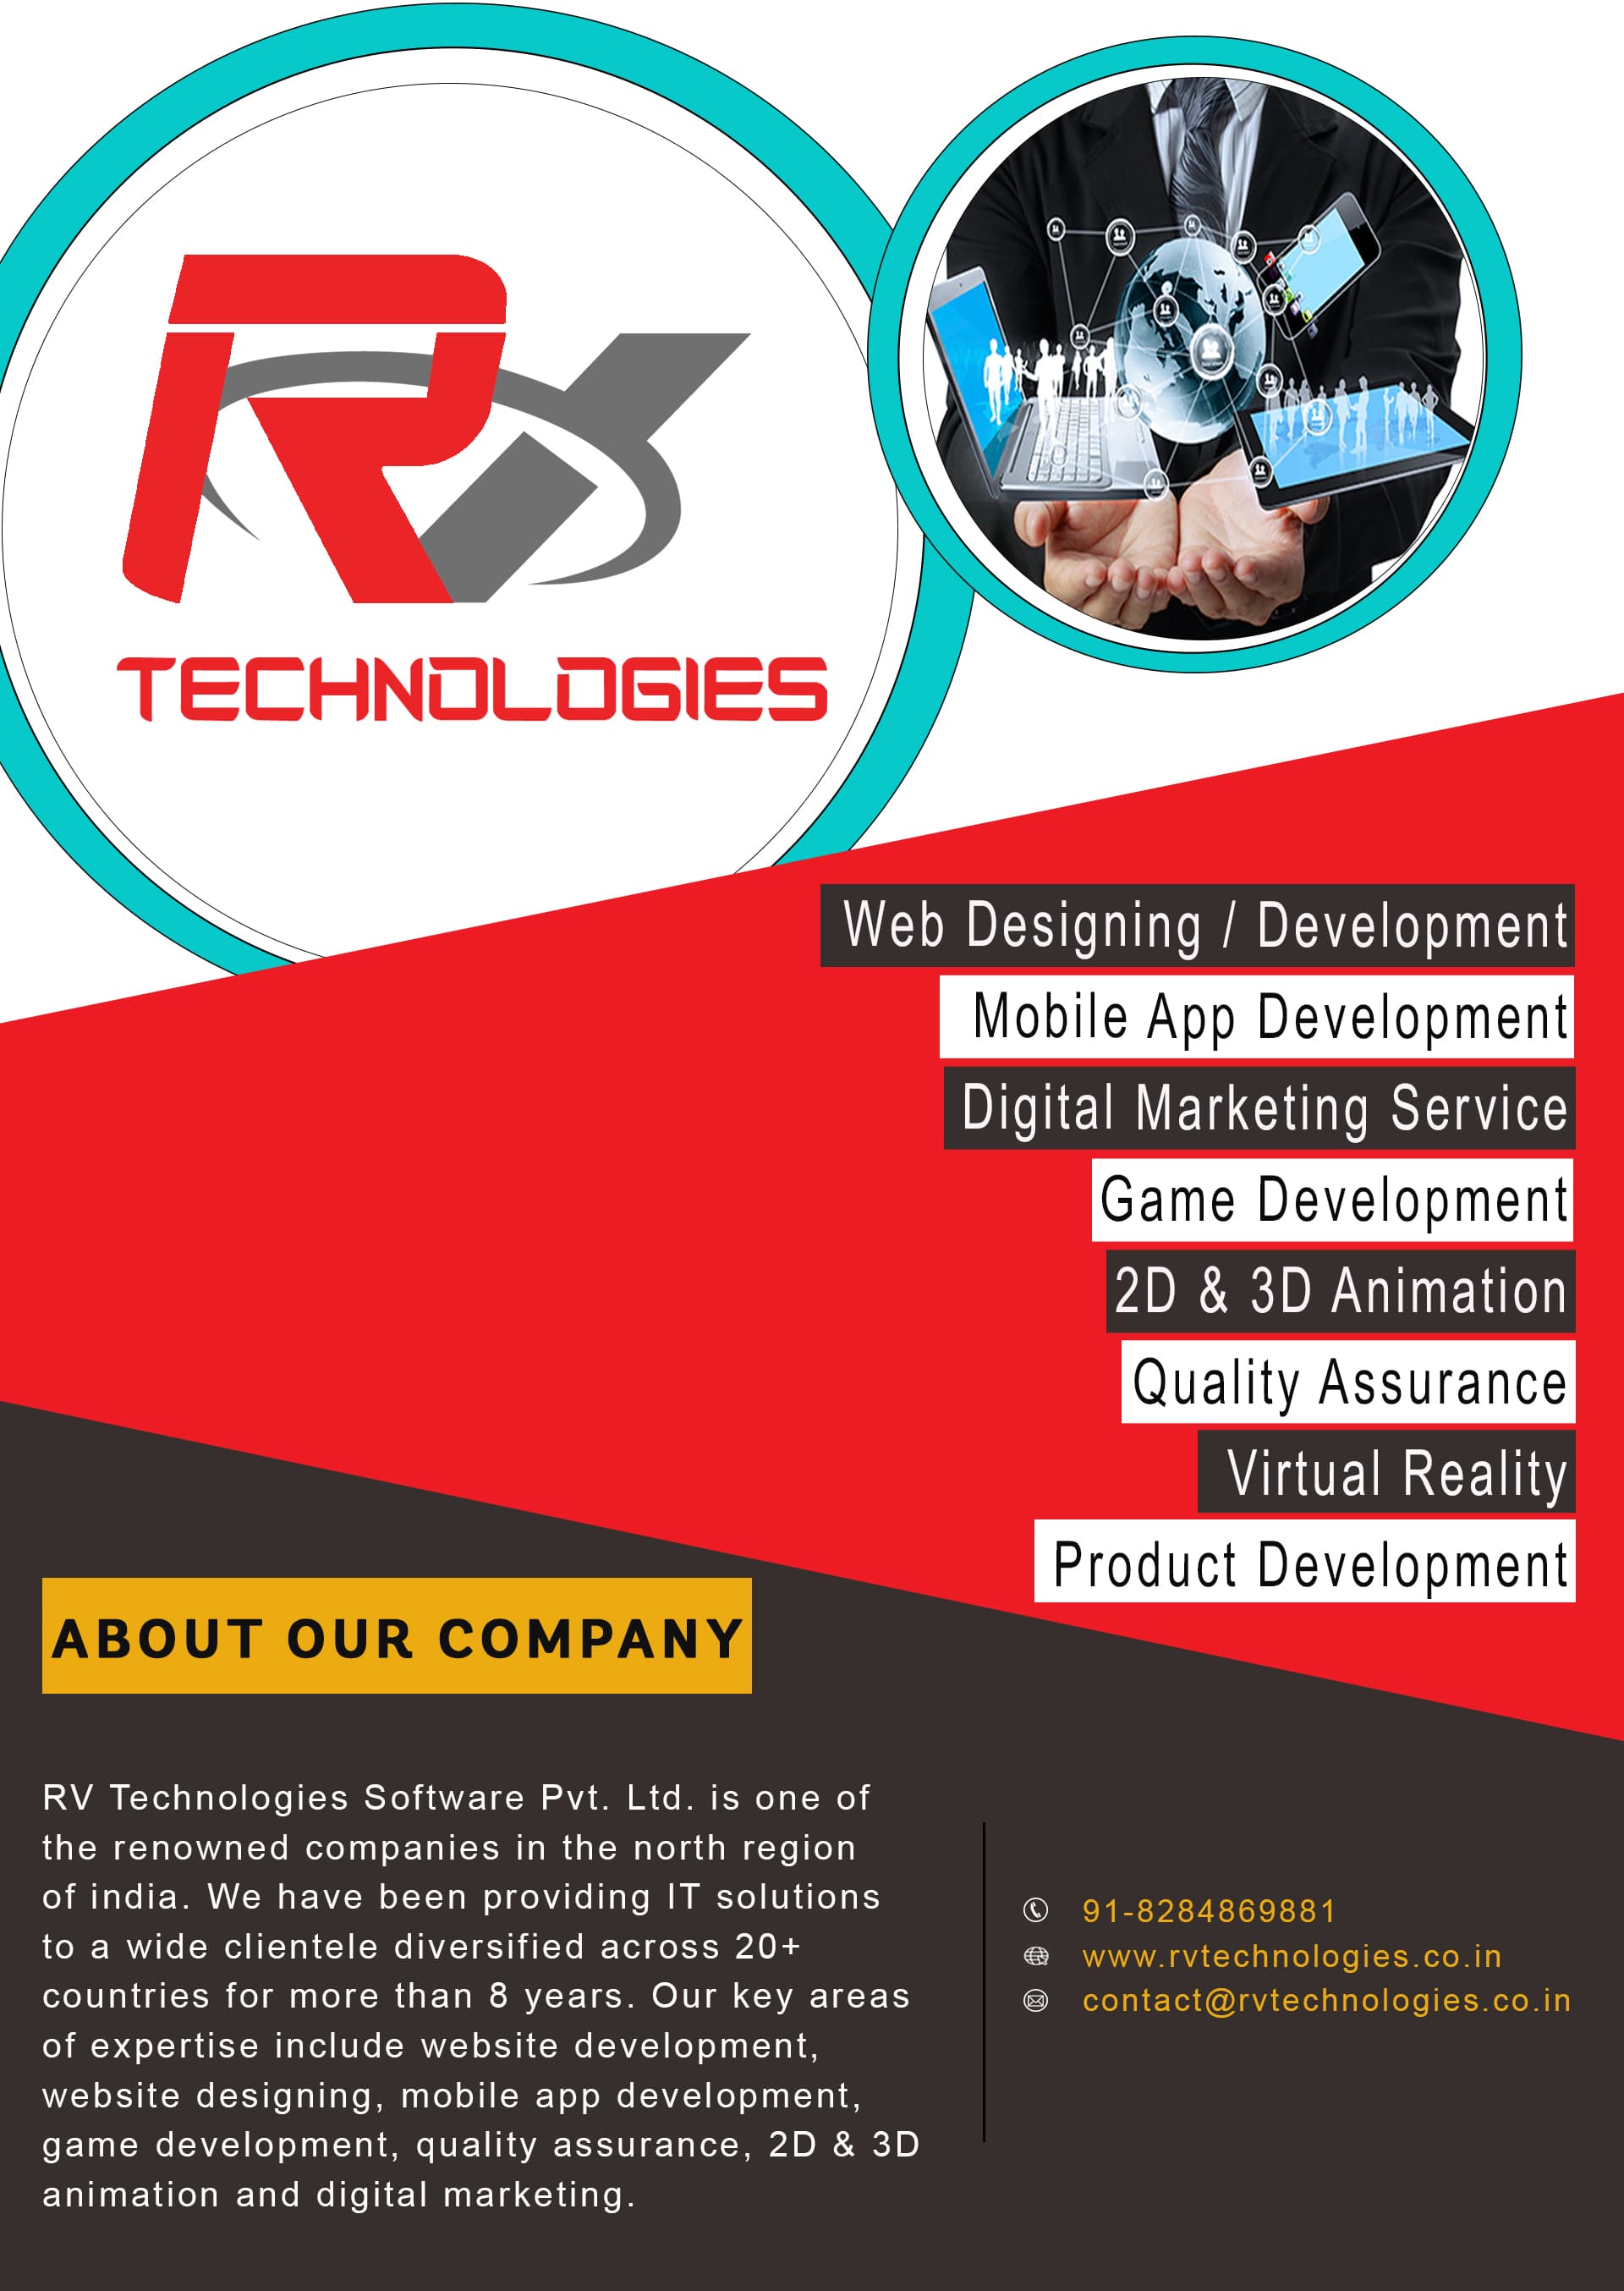 RV
TECHNOLOGIES
Web Designing / Development
Mobile App Development
Digital Marketing Service
Game Development
2D & 3D Animation
Quality Assurance
Virtual Reality
Product Development
ABOUT OUR COMPANY
RV Technologies Software Pvt. Ltd. is one of
the renowned companies in the north region
of india. We have been providing IT solutions
to a wide clientele diversified across 20+
countries for more than 8 years. Our key areas
of expertise include website development,
website designing, mobile app development,
game development, quality assurance, 2D & 3D
animation and digital marketing.
91-8284869881
www.rvtechnologies.co.in
contact@rvtechnologies.co.in